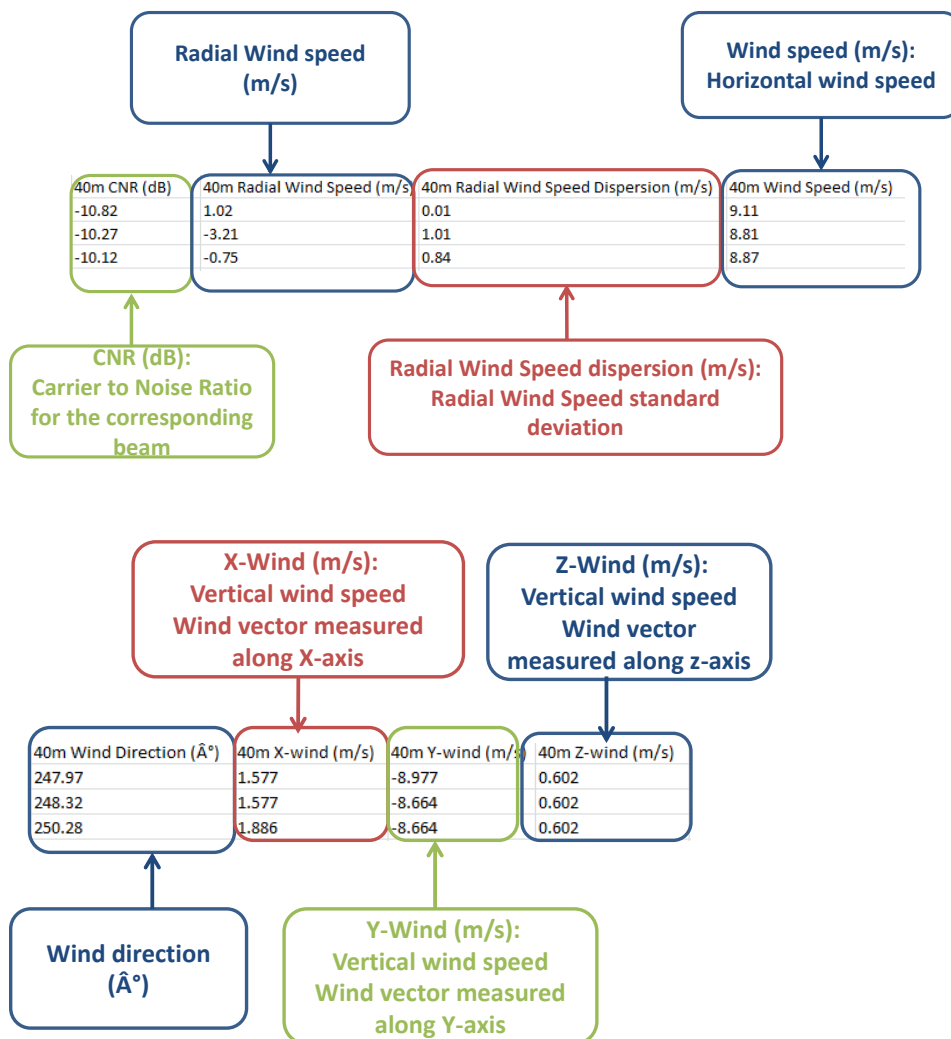 Radial Wind speed
(m/s)
Wind speed (m/s):
Horizontal wind speed
40m CNR (dB) 40m Radial Wind Speed (m/s) 40m Radial Wind Speed Dispersion (m/s) 40m Wind Speed (m/s)
-10.82 1.02 0.01 9.11
-10.27 -3.21 1.01 8.81
-10.12 -0.75 0.84 8.87
CNR (dB):
Carrier to Noise Ratio
for the corresponding
beam
Radial Wind Speed dispersion (m/s):
Radial Wind Speed standard
deviation
X-Wind (m/s):
Vertical wind speed
Wind vector measured
along X-axis
Z-Wind (m/s):
Vertical wind speed
Wind vector
measured along z-axis
40m Wind Direction (Â°) 40m X-wind (m/s) 40m Y-wind (m/s) 40m Z-wind (m/s)
247.97 1.577 -8.977 0.602
248.32 1.577 -8.664 0.602
250.28 1.886 -8.664 0.602
Wind direction
(Â°)
Y-Wind (m/s):
Vertical wind speed
Wind vector measured
along Y-axis